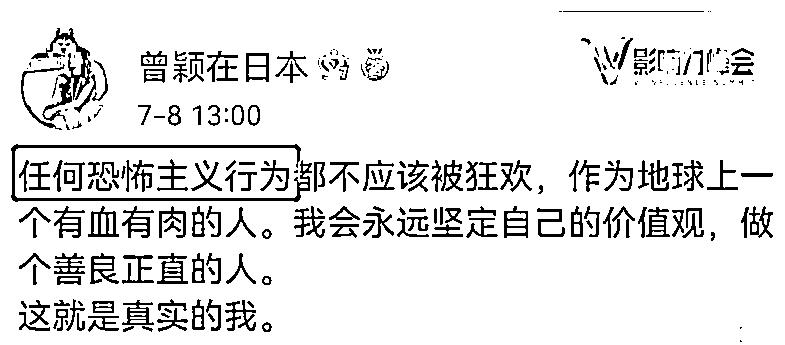 曾颖在日本
影响力峰会
7-8 13:00
任何恐怖主义行为都不应该被狂欢，作为地球上一
个有血有肉的人。我会永远坚定自己的价值观，做
个善良正直的人。
这就是真实的我。